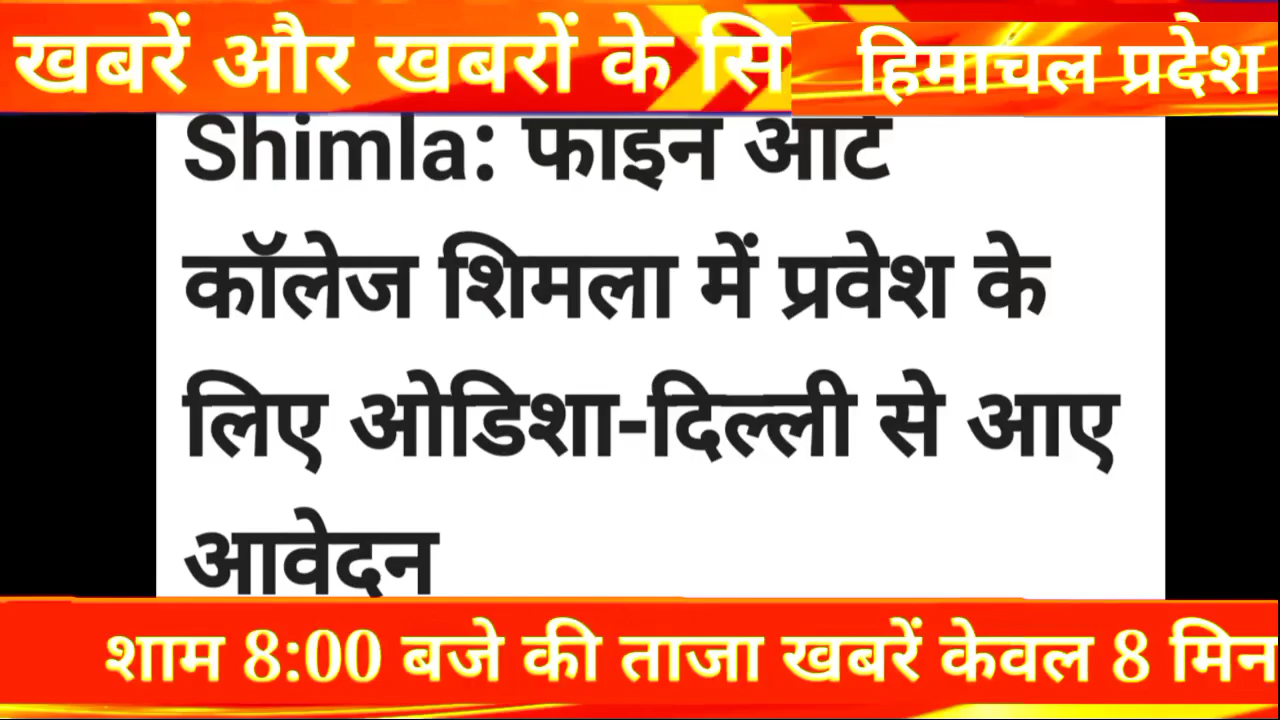 खबरें और खबरों के सि
हिमाचल प्रदेश
Shimla: फाइन आर्ट
कॉलेज शिमला में प्रवेश के
लिए ओडिशा-दिल्ली से आए
आवेदन
शाम 8:00 बजे की ताजा खबरें केवल 8 मिन